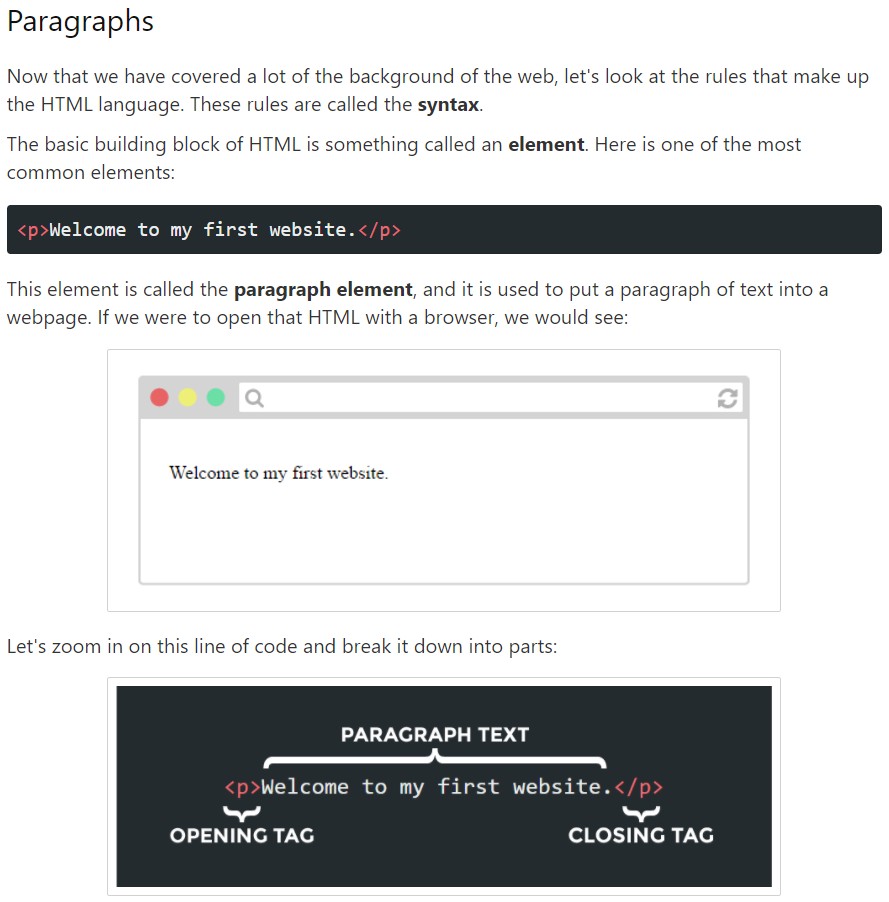 Paragraphs
Now that we have covered a lot of the background of the web, let's look at the rules that make up
the HTML language. These rules are called the syntax.
The basic building block of HTML is something called an element. Here is one of the most
common elements:
<p>Welcome to my first website.</p>
This element is called the paragraph element, and it is used to put a paragraph of text into a
webpage. If we were to open that HTML with a browser, we would see:
Welcome to my first website.
Let's zoom in on this line of code and break it down into parts:
PARAGRAPH TEXT
<p>Welcome to my first website.</p>
OPENING TAG CLOSING TAG